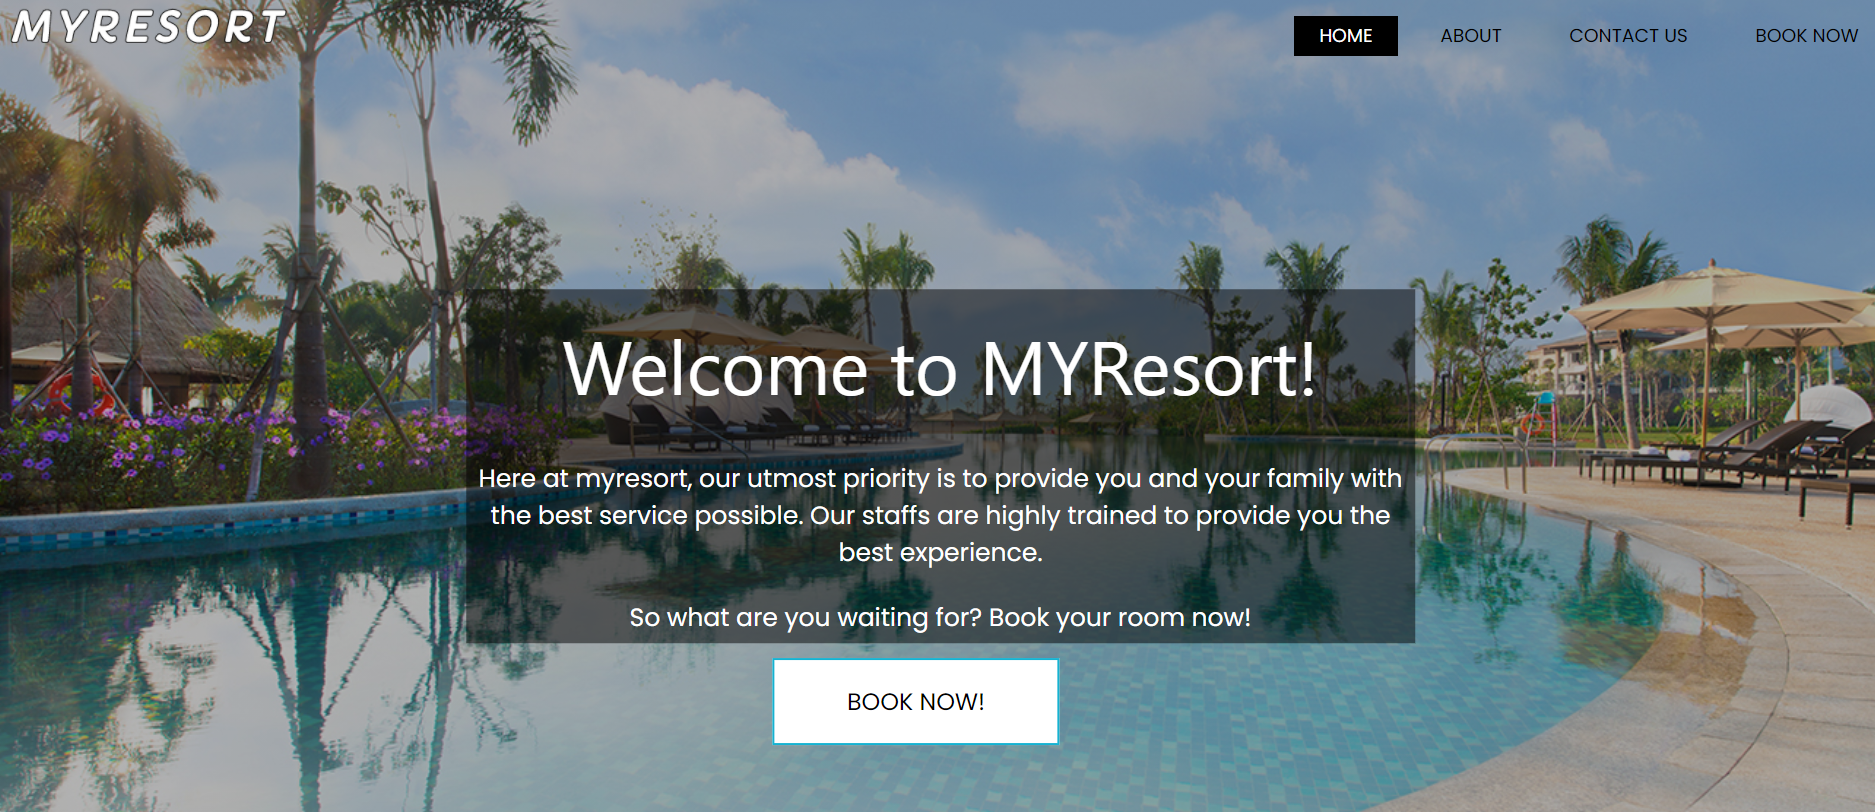 MYRESORT
HOME
ABOUT
CONTACT US
BOOK NOW
Welcome to MYResort!
Here at myresort, our utmost priority is to provide you and your family with
the best service possible. Our staffs are highly trained to provide you the
best experience.
So what are you waiting for? Book your room now!
BOOK NOW!